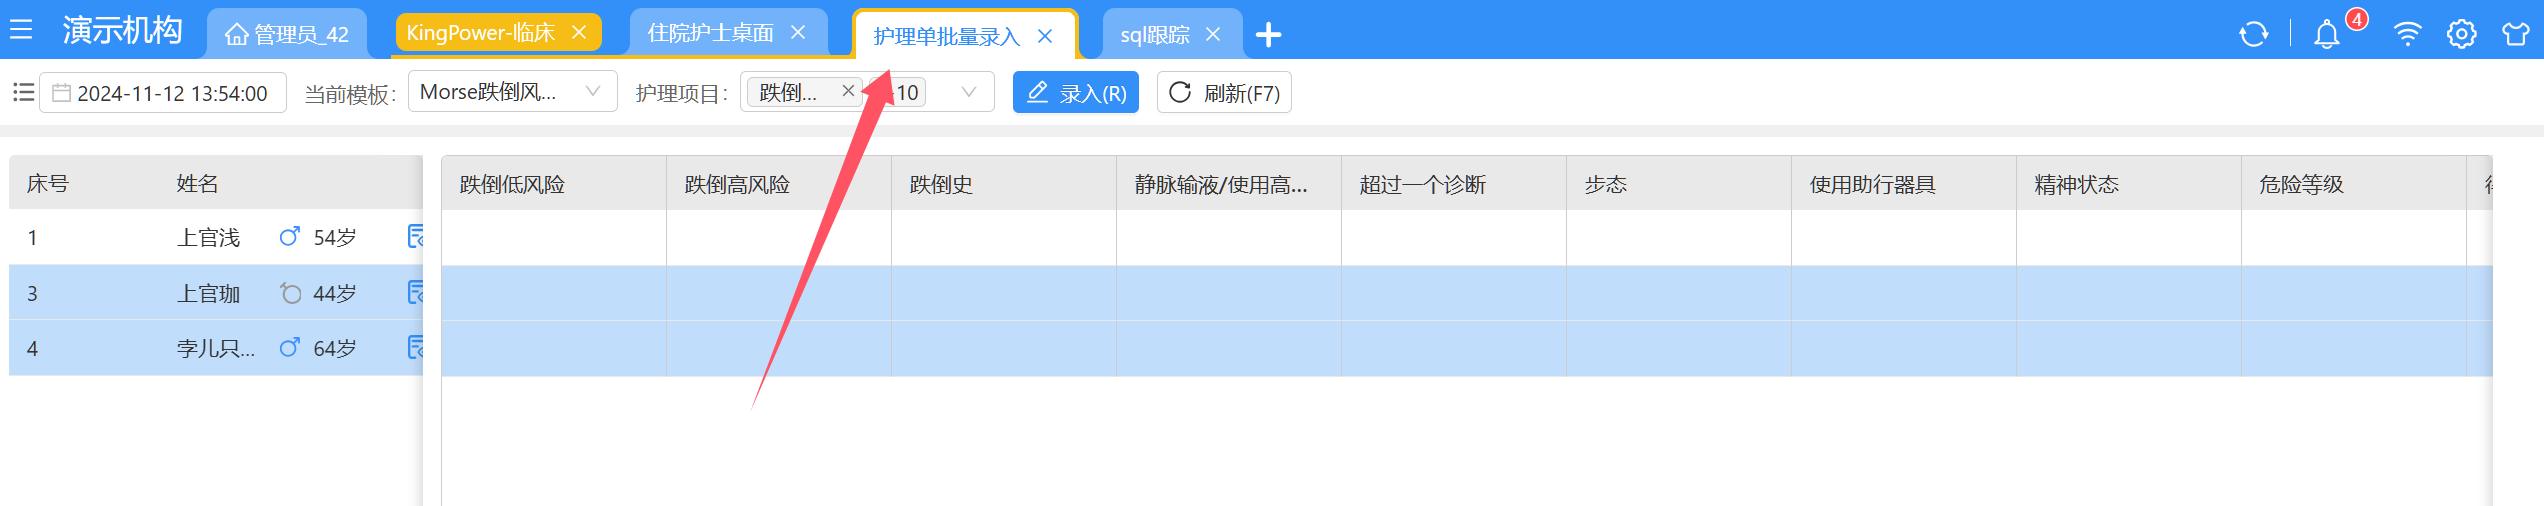 演示机构 管理员_42 KingPower-临床 住院护士桌面 护理单批量录入 sql跟踪 4
2024-11-12 13:54:00 当前模板: Morse跌倒风... 护理项目: 跌倒... 10 录入(R) 刷新(F7)
床号 姓名 跌倒低风险 跌倒高风险 跌倒史 静脉输液/使用高... 超过一个诊断 步态 使用助行器具 精神状态 危险等级
1 上官浅 54岁
3 上官珈 44岁
4 孛儿只... 64岁